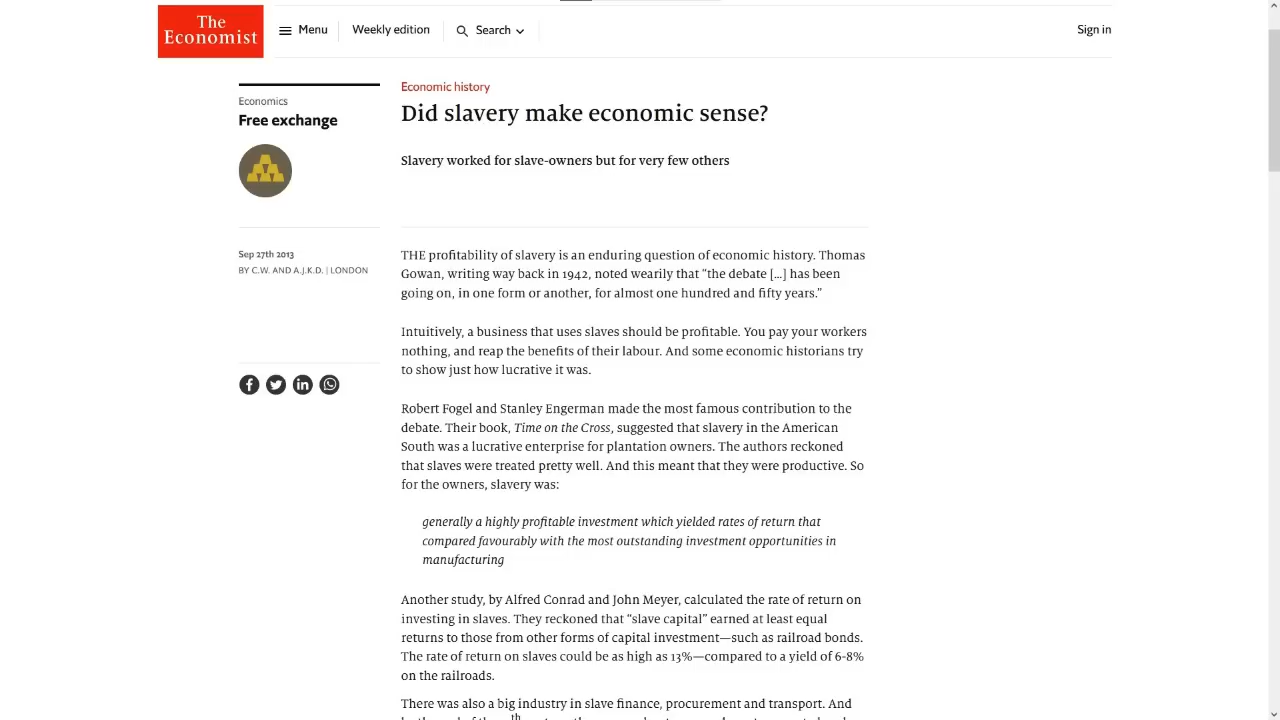 The
Economist
Menu
Weekly edition
Search
Sign in
Economics
Free exchange
Sep 27th 2013
BY C.W. AND A.J.K.D. | LONDON
Economic history
Did slavery make economic sense?
Slavery worked for slave-owners but for very few others
THE profitability of slavery is an enduring question of economic history. Thomas
Gowan, writing way back in 1942, noted wearily that “the debate [...] has been
going on, in one form or another, for almost one hundred and fifty years.”
Intuitively, a business that uses slaves should be profitable. You pay your workers
nothing, and reap the benefits of their labour. And some economic historians try
to show just how lucrative it was.
Robert Fogel and Stanley Engerman made the most famous contribution to the
debate. Their book, Time on the Cross, suggested that slavery in the American
South was a lucrative enterprise for plantation owners. The authors reckoned
that slaves were treated pretty well. And this meant that they were productive. So
for the owners, slavery was:
generally a highly profitable investment which yielded rates of return that
compared favourably with the most outstanding investment opportunities in
manufacturing
Another study, by Alfred Conrad and John Meyer, calculated the rate of return on
investing in slaves. They reckoned that “slave capital” earned at least equal
returns to those from other forms of capital investment—such as railroad bonds.
The rate of return on slaves could be as high as 13%—compared to a yield of 6-8%
on the railroads.
There was also a big industry in slave finance, procurement and transport. And